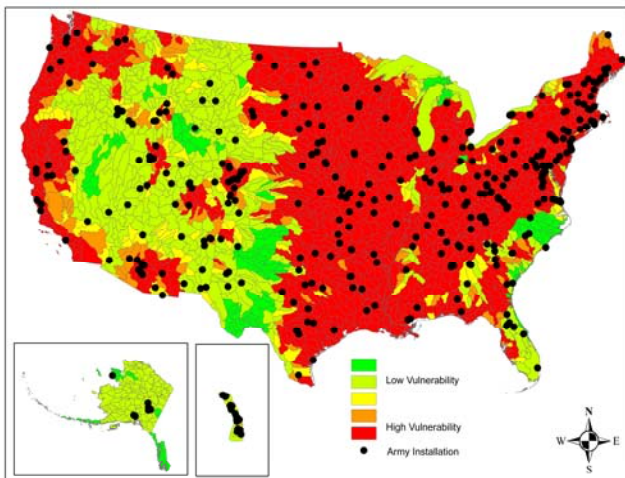 Low Vulnerability
High Vulnerability
Army Installation
N
W E
S